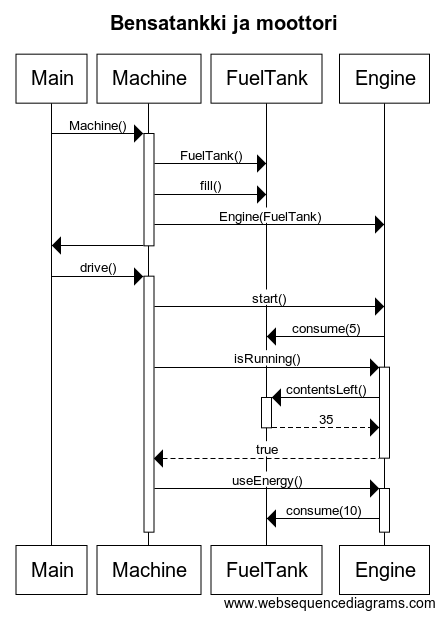 Bensatankki ja moottori
Main Machine FuelTank Engine
Machine()
FuelTank()
fill()
Engine(FuelTank)
drive()
start()
consume(5)
isRunning()
contentsLeft()
35
true
useEnergy()
consume(10)
Main Machine FuelTank Engine
www.websequencediagrams.com